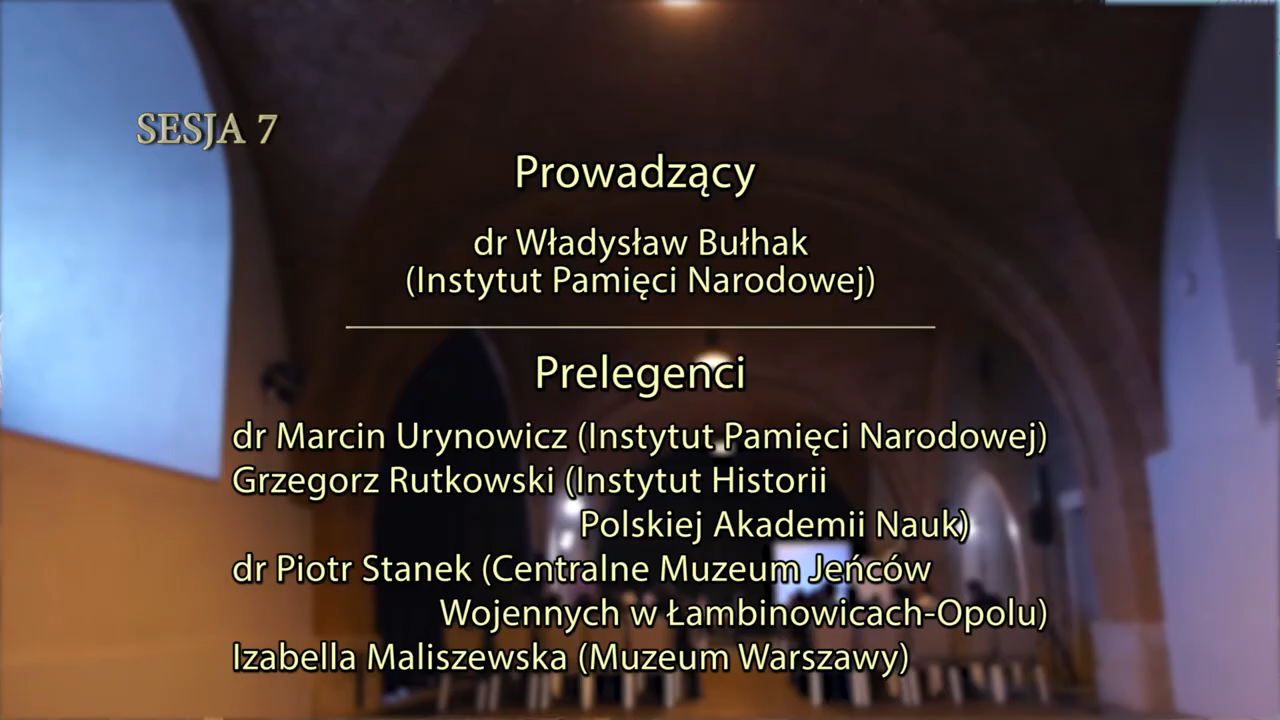 SESJA 7
Prowadzący
dr Władysław Bułhak
(Instytut Pamięci Narodowej)
Prelegenci
dr Marcin Urynowicz (Instytut Pamięci Narodowej)
Grzegorz Rutkowski (Instytut Historii
Polskiej Akademii Nauk)
dr Piotr Stanek (Centralne Muzeum Jeńców
Wojennych w Łambinowicach-Opolu)
Izabella Maliszewska (Muzeum Warszawy)